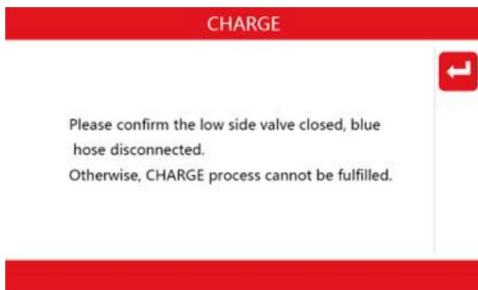 CHARGE
Please confirm the low side valve closed, blue
hose disconnected.
Otherwise, CHARGE process cannot be fulfilled.